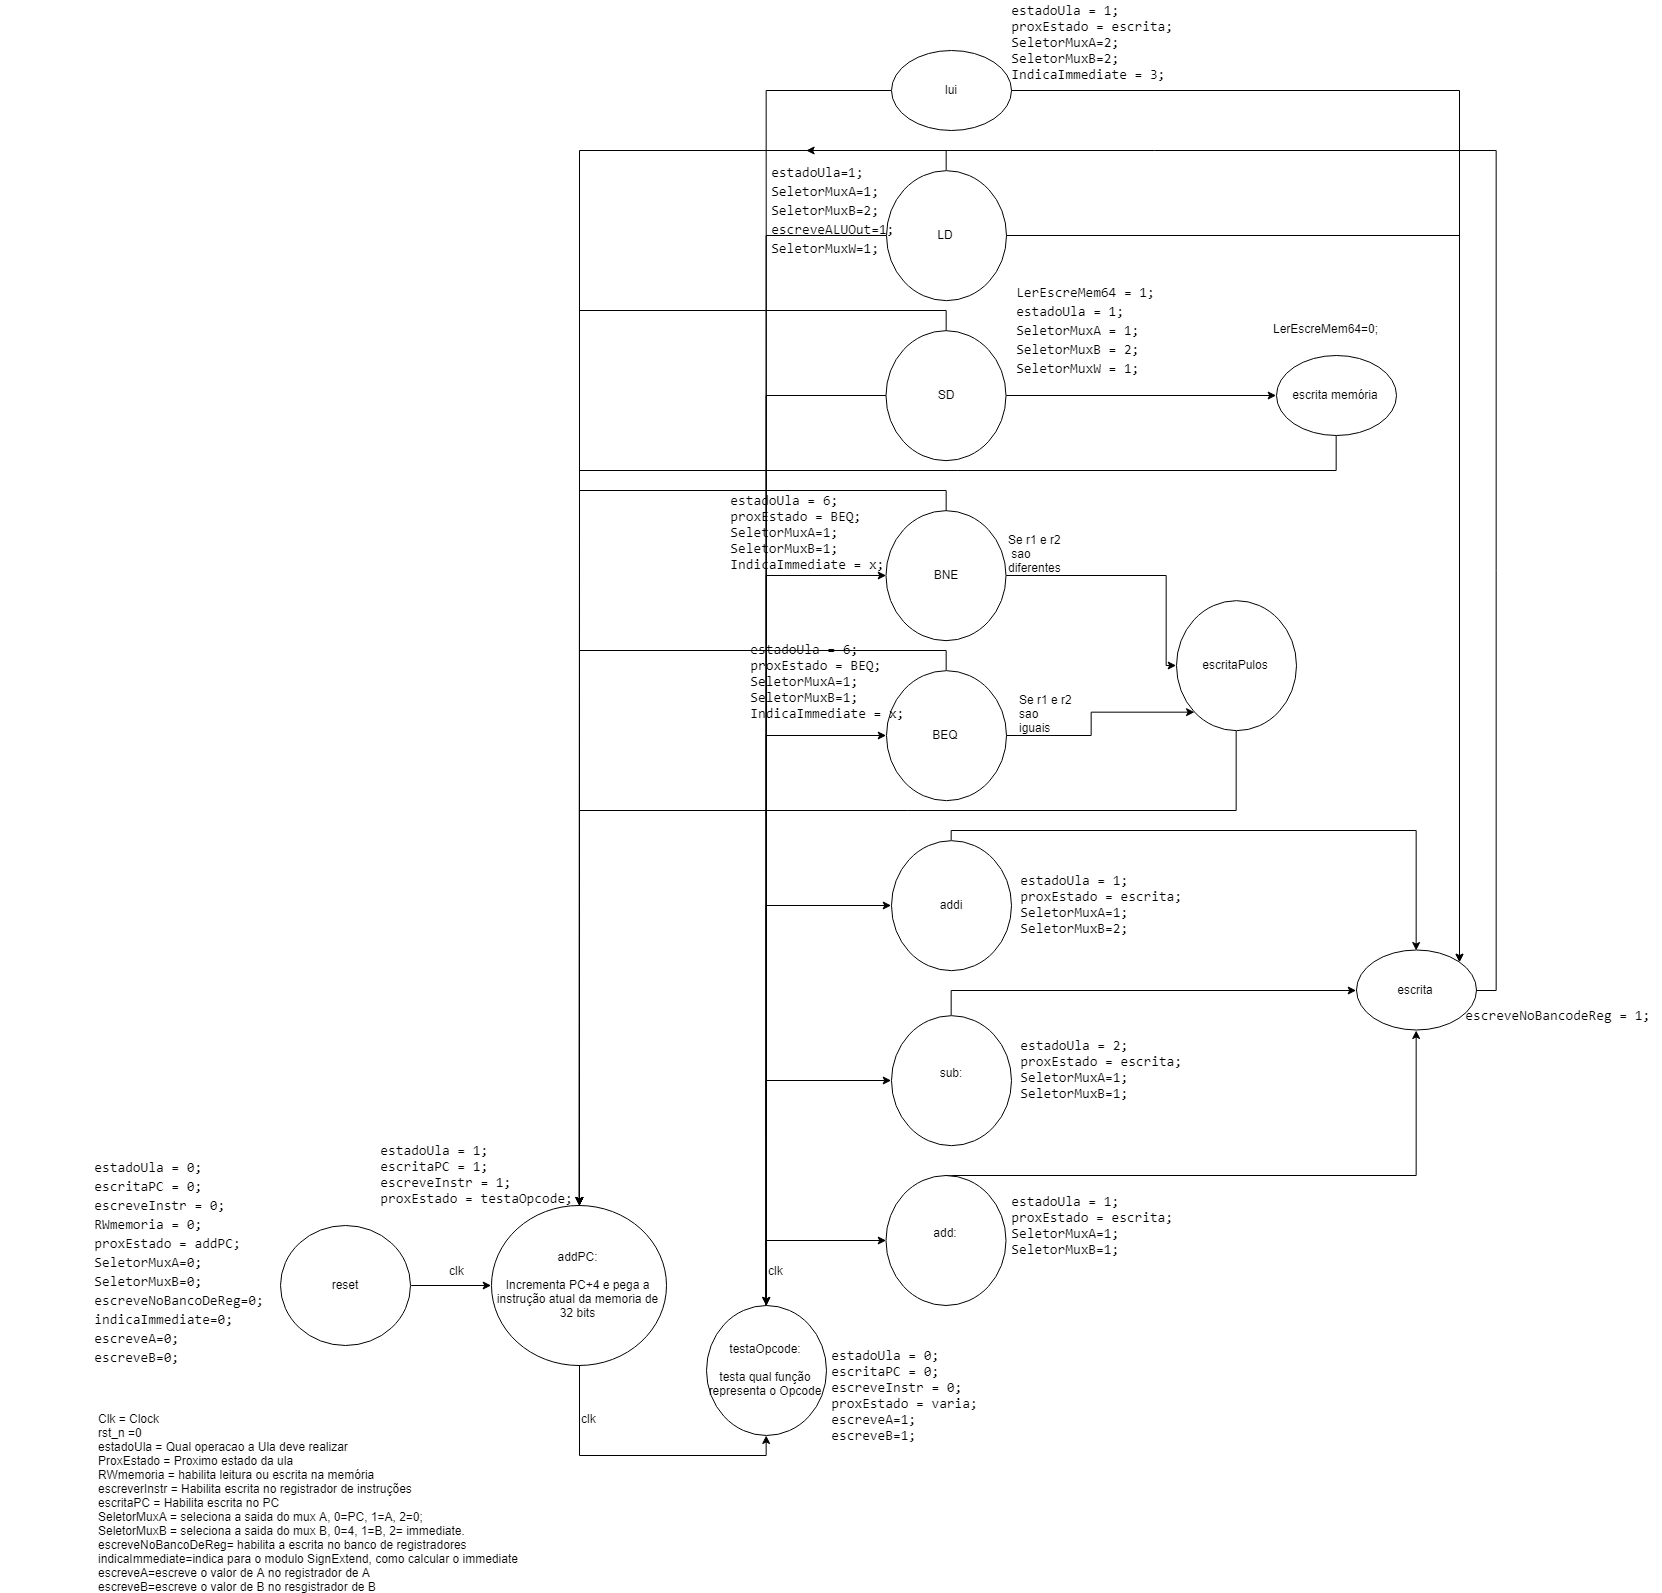 estadoUla = 1;
proxEstado = escrita;
SeletorMuxA=2;
SeletorMuxB=2;
IndicaImmediate = 3;
lui
estadoUla=1;
SeletorMuxA=1;
SeletorMuxB=2;
escreveALUOut=1;
SeletorMuxW=1;
LD
LerEscreMem64 = 1;
estadoUla = 1;
SeletorMuxA = 1;
SeletorMuxB = 2;
SeletorMuxW = 1;
LerEscreMem64=0;
SD
escrita memória
estadoUla = 6;
proxEstado = BEQ;
SeletorMuxA=1;
SeletorMuxB=1;
IndicaImmediate = x;
BNE
Se r1 e r2
sao
diferentes
escritaPulos
estadoUla = 6;
proxEstado = BEQ;
SeletorMuxA=1;
SeletorMuxB=1;
IndicaImmediate = x;
BEQ
Se r1 e r2
sao
iguais
addi
estadoUla = 1;
proxEstado = escrita;
SeletorMuxA=1;
SeletorMuxB=2;
escrita
escreveNoBancodeReg = 1;
sub:
estadoUla = 2;
proxEstado = escrita;
SeletorMuxA=1;
SeletorMuxB=1;
add:
estadoUla = 1;
proxEstado = escrita;
SeletorMuxA=1;
SeletorMuxB=1;
estadoUla = 0;
escritaPC = 0;
escreveInstr = 0;
RWmemoria = 0;
proxEstado = addPC;
SeletorMuxA=0;
SeletorMuxB=0;
escreveNoBancoDeReg=0;
indicaImmediate=0;
escreveA=0;
escreveB=0;
reset
clk
estadoUla = 1;
escritaPC = 1;
escreveInstr = 1;
proxEstado = testaOpcode;
addPC:
Incrementa PC+4 e pega a
instrução atual da memoria de
32 bits
clk
clk
testaOpcode:
testa qual função
representa o Opcode
estadoUla = 0;
escritaPC = 0;
escreveInstr = 0;
proxEstado = varia;
escreveA=1;
escreveB=1;
Clk = Clock
rst_n =0
estadoUla = Qual operacao a Ula deve realizar
ProxEstado = Proximo estado da ula
RWmemoria = habilita leitura ou escrita na memória
escreverInstr = Habilita escrita no registrador de instruções
escritaPC = Habilita escrita no PC
SeletorMuxA = seleciona a saida do mux A, 0=PC, 1=A, 2=0;
SeletorMuxB = seleciona a saida do mux B, 0=4, 1=B, 2= immediate.
escreveNoBancoDeReg= habilita a escrita no banco de registradores
indicaImmediate=indica para o modulo SignExtend, como calcular o immediate
escreveA=escreve o valor de A no registrador de A
escreveB=escreve o valor de B no resgistrador de B